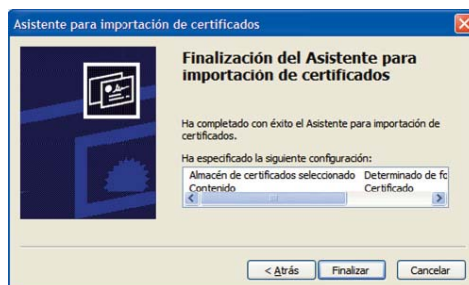 Asistente para importación de certificados
Finalización del Asistente para
importación de certificados
Ha completado con éxito el Asistente para importación de
certificados.
Ha especificado la siguiente configuración:
Almacén de certificados seleccionado Determinado de fo
Contenido Certificado
< Atrás Finalizar Cancelar